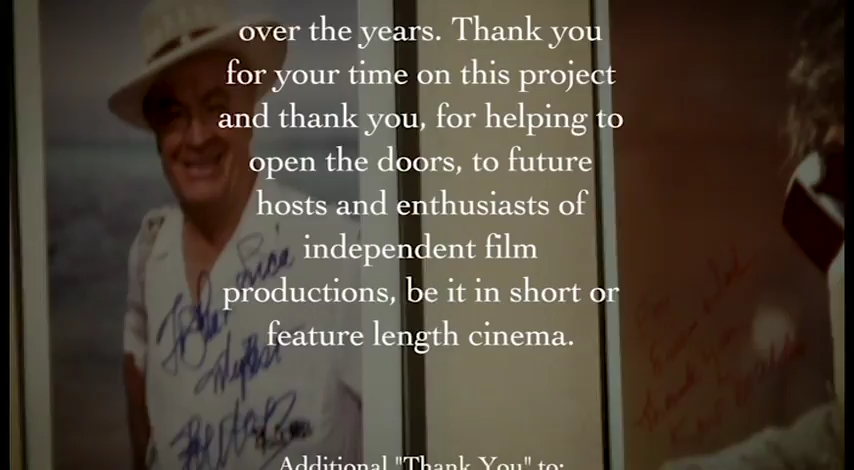 over the years. Thank you
for your time on this project
and thank you, for helping to
open the doors, to future
hosts and enthusiasts of
independent film
productions, be it in short or
feature length cinema.
Additional "Thank You" to: